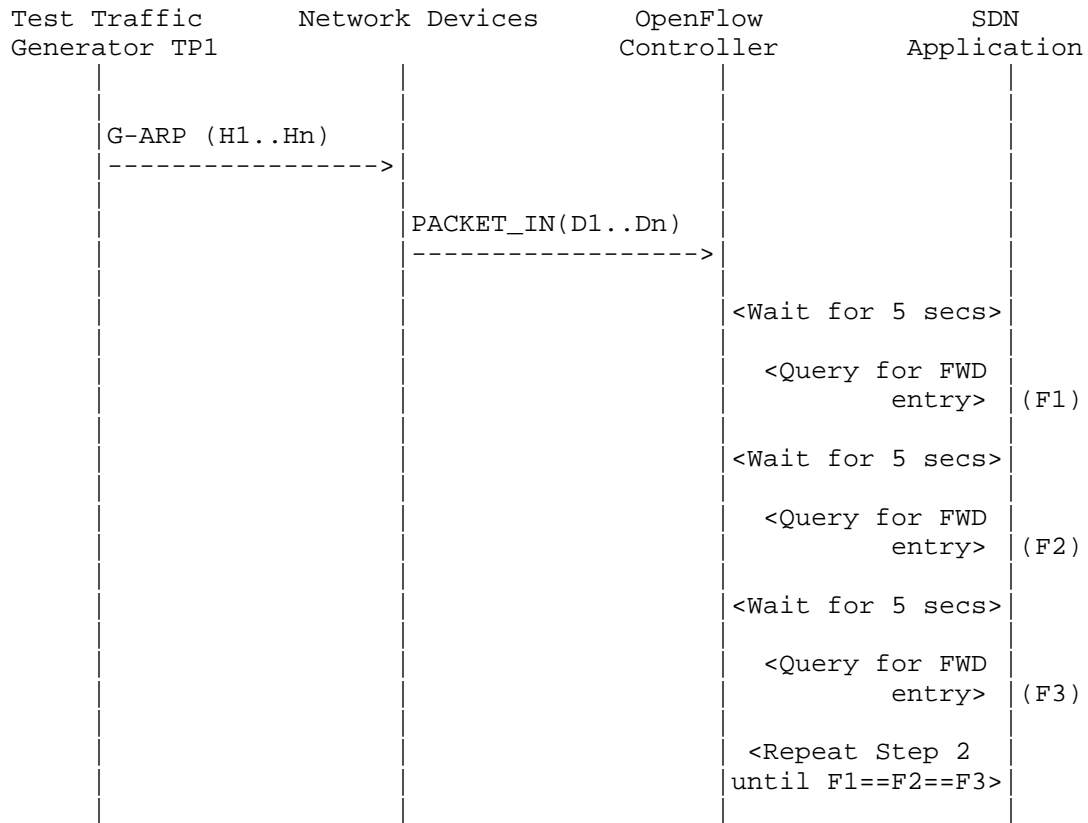 Test Traffic Network Devices OpenFlow SDN
Generator TP1 Controller Application
G-ARP (H1..Hn)
PACKET_IN(D1..Dn)
<Wait for 5 secs>
<Query for FWD
entry> (F1)
<Wait for 5 secs>
<Query for FWD
entry> (F2)
<Wait for 5 secs>
<Query for FWD
entry> (F3)
<Repeat Step 2
until F1==F2==F3>